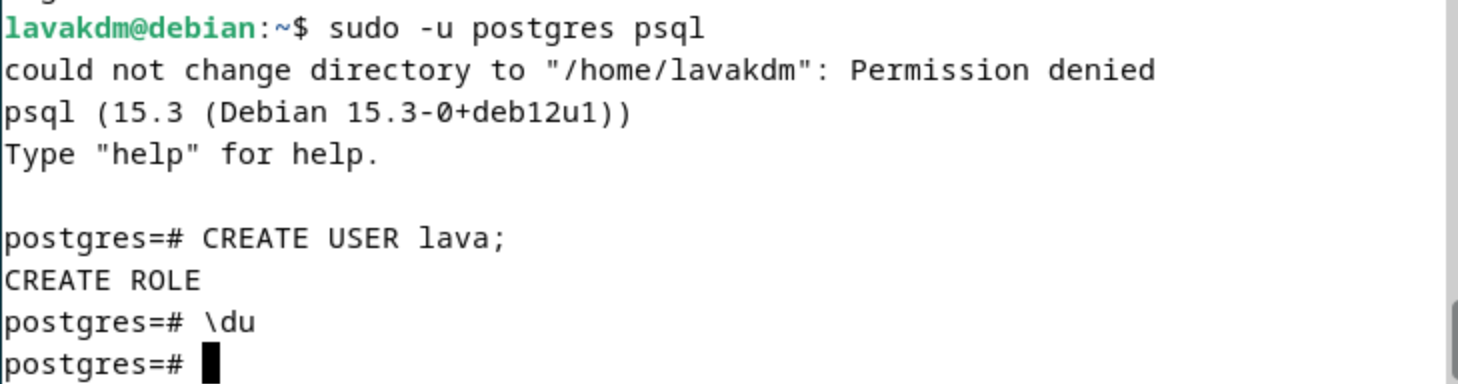 lavakdm@debian:~$ sudo -u postgres psql
could not change directory to "/home/lavakdm": Permission denied
psql (15.3 (Debian 15.3-0+deb12u1))
Type "help" for help.

postgres=# CREATE USER lava;
CREATE ROLE
postgres=# \du
postgres=#